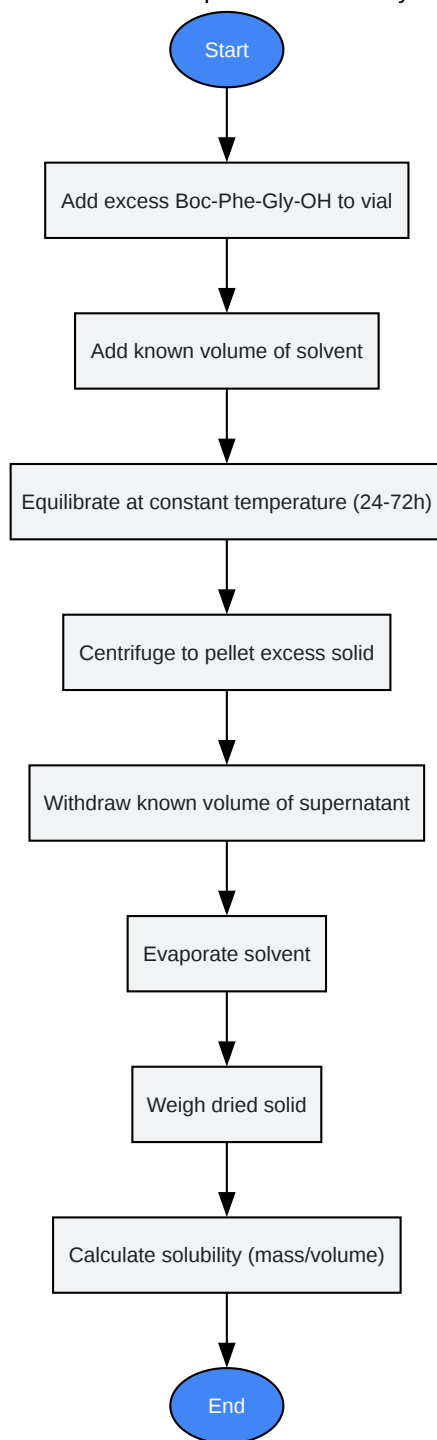 Start
Add excess Boc-Phe-Gly-OH to vial
Add known volume of solvent
Equilibrate at constant temperature (24-72h)
Centrifuge to pellet excess solid
Withdraw known volume of supernatant
Evaporate solvent
Weigh dried solid
Calculate solubility (mass/volume)
End